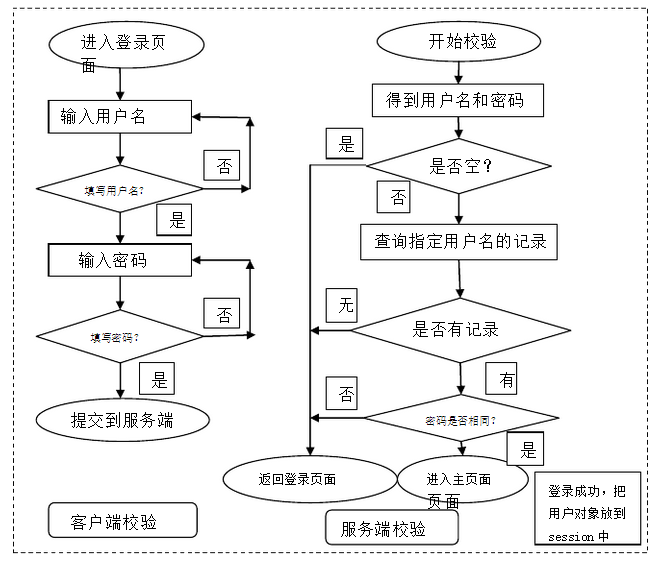 进入登录页
面
输入用户名
否
填写用户名？
是
输入密码
否
填写密码？
是
提交到服务端
客户端校验
开始校验
得到用户名和密码
是
是否空？
否
查询指定用户名的记录
无
是否有记录
有
否
密码是否相同？
是
返回登录页面
进入主页面
页面
登录成功，把
用户对象放到
session 中
服务端校验